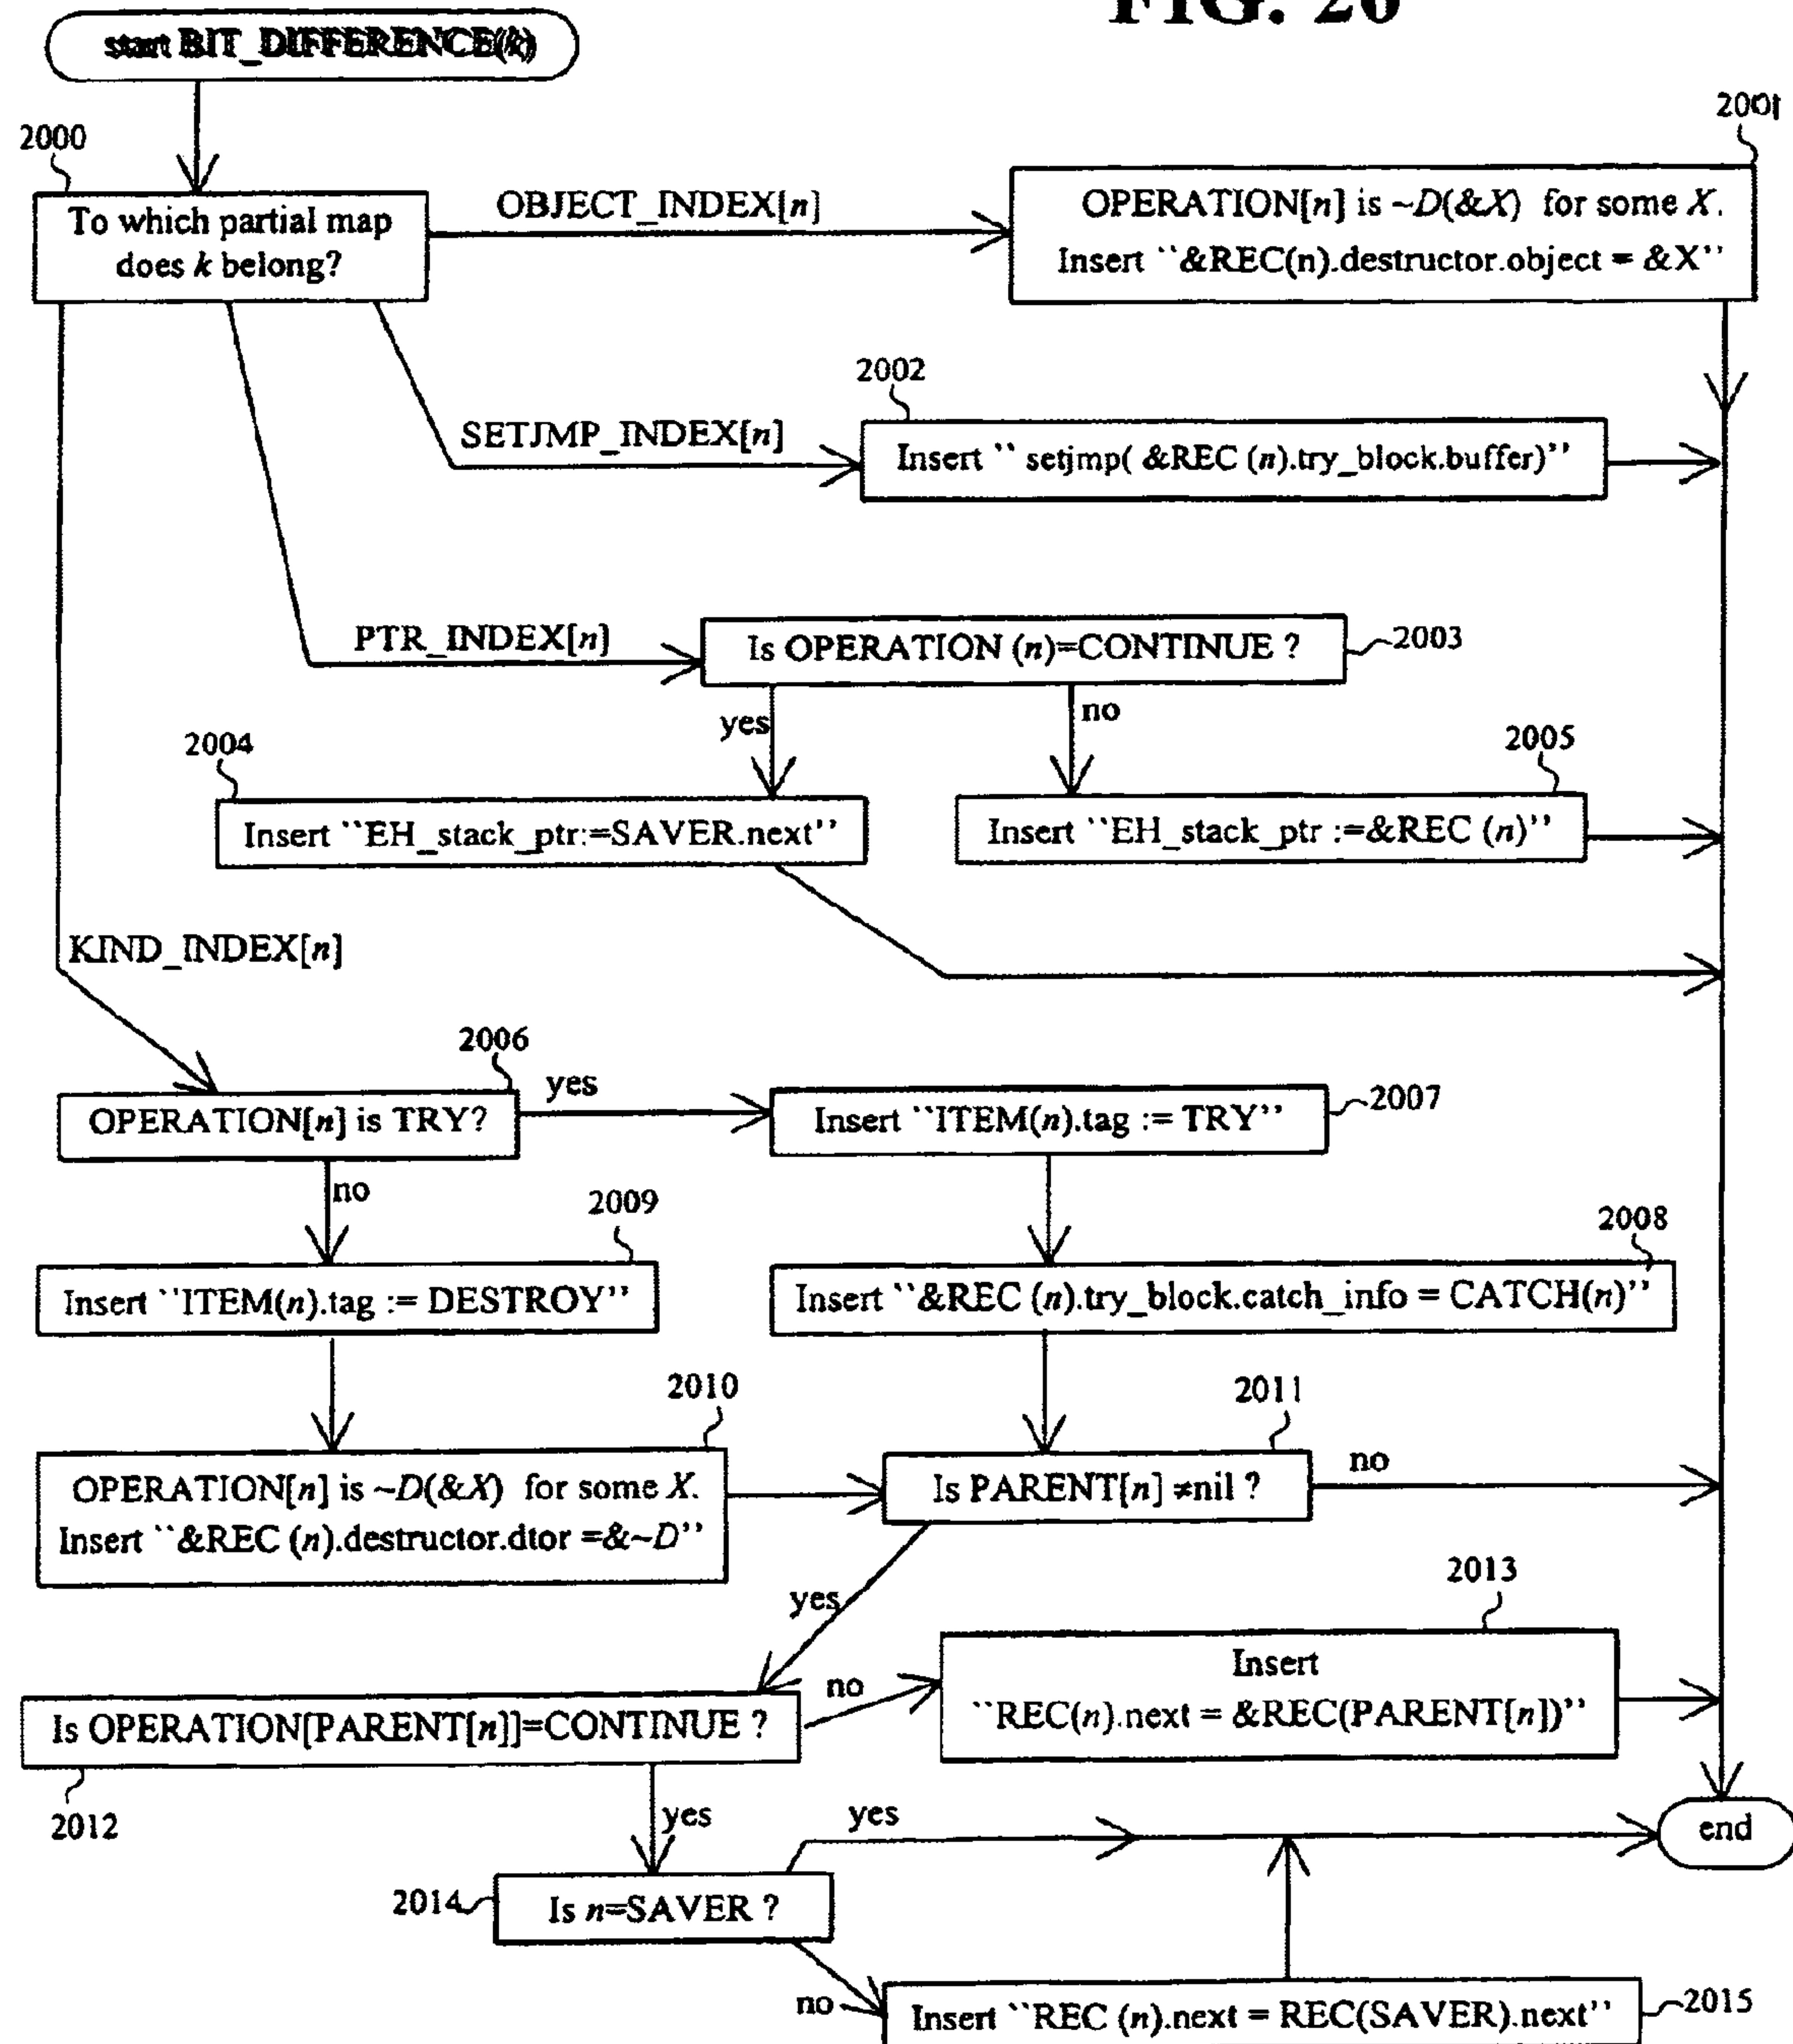 FIG. 20
start BIT_DIFFERENCE(k)
2000
2001
To which partial map
does k belong?
OBJECT_INDEX[n]
OPERATION[n] is ~D(&X) for some X.
Insert ``&REC(n).destructor.object = &X''
2002
SETJMP_INDEX[n]
Insert `` setjmp( &REC (n).try_block.buffer)''
PTR_INDEX[n]
Is OPERATION (n)=CONTINUE ?
2003
yes
no
2004
2005
Insert ``EH_stack_ptr:=SAVER.next''
Insert ``EH_stack_ptr :=&REC (n)''
KIND_INDEX[n]
2006
OPERATION[n] is TRY?
yes
Insert ``ITEM(n).tag := TRY''
2007
no
2009
2008
Insert ``ITEM(n).tag := DESTROY''
Insert ``&REC (n).try_block.catch_info = CATCH(n)''
2010
2011
OPERATION[n] is ~D(&X) for some X.
Insert ``&REC (n).destructor.dtor =&~D''
Is PARENT[n] ≠nil ?
no
yes
2013
Insert
``REC(n).next = &REC(PARENT[n])''
Is OPERATION[PARENT[n]]=CONTINUE ?
no
2012
yes
yes
end
2014
Is n=SAVER ?
no
Insert ``REC (n).next = REC(SAVER).next''
2015